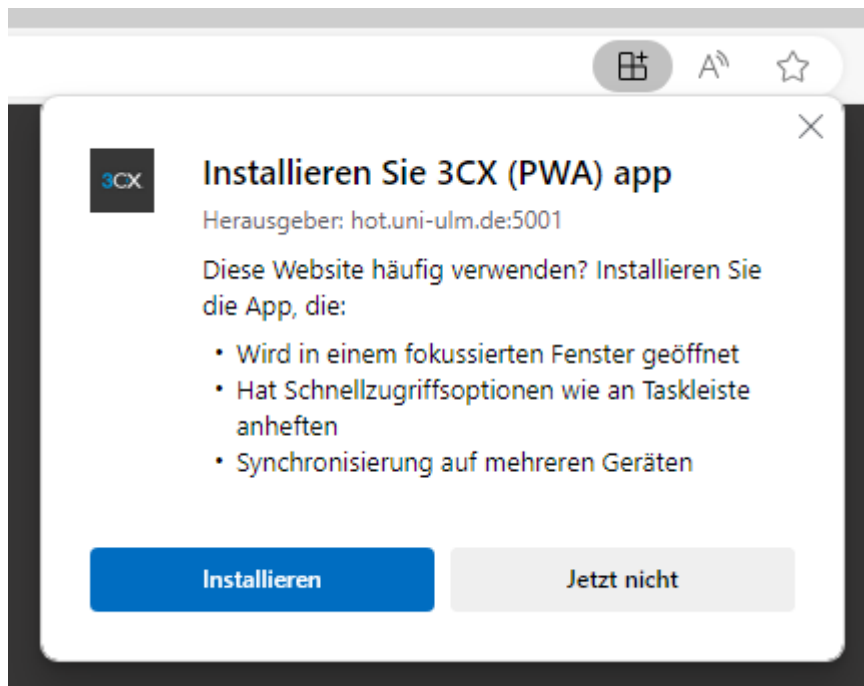 3CX
Installieren Sie 3CX (PWA) app
Herausgeber: hot.uni-ulm.de:5001
Diese Website häufig verwenden? Installieren Sie
die App, die:
• Wird in einem fokussierten Fenster geöffnet
• Hat Schnellzugriffsoptionen wie an Taskleiste
anheften
• Synchronisierung auf mehreren Geräten
Installieren
Jetzt nicht